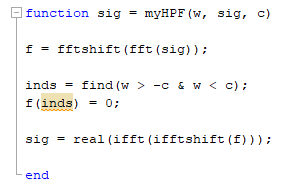 function sig = myHPF(w, sig, c)
f = fftshift(fft(sig));
inds = find(w > -c & w < c);
f(inds) = 0;
sig = real(ifft(ifftshift(f)));
end